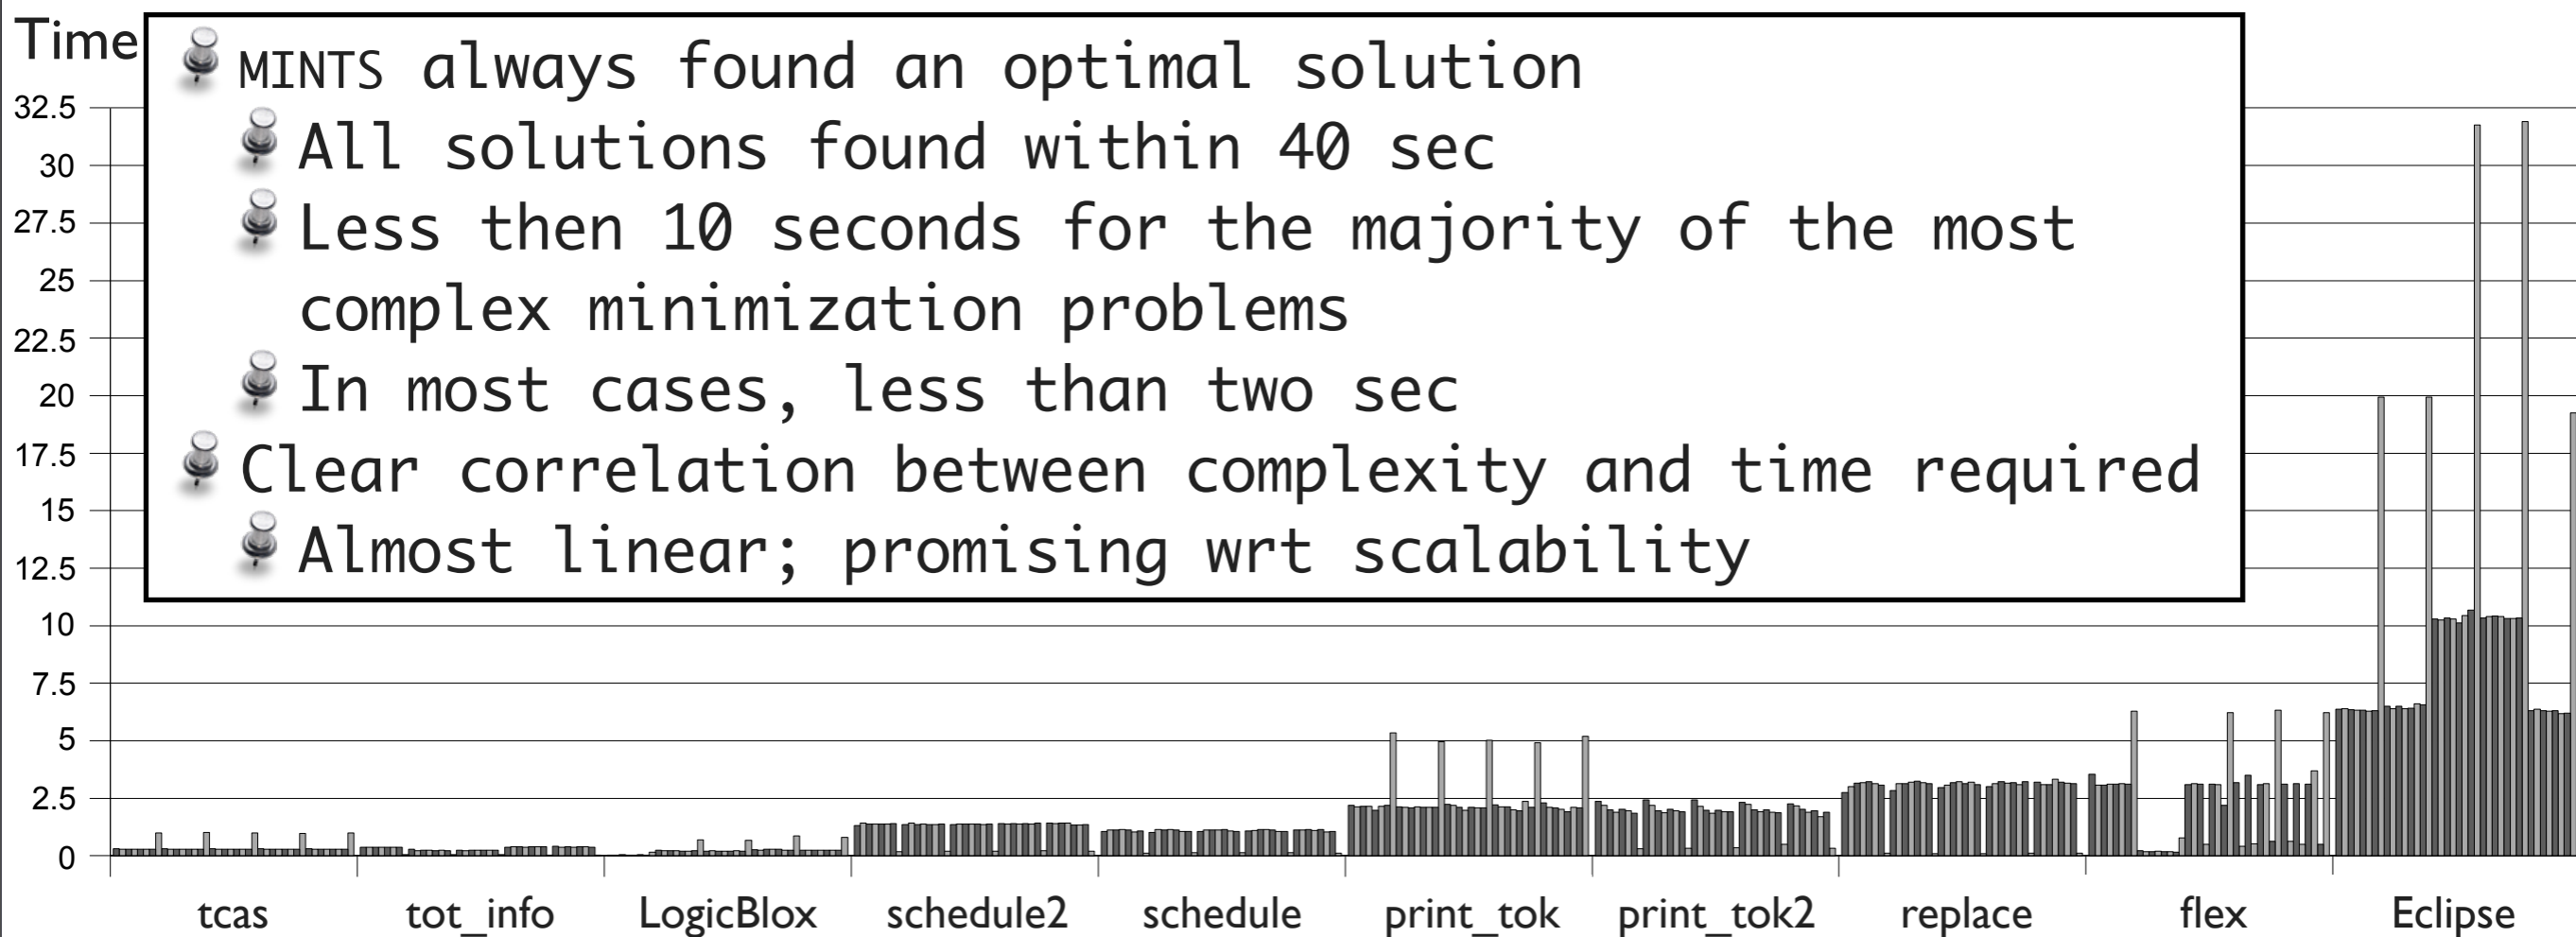 Time
MINTS always found an optimal solution
All solutions found within 40 sec
Less then 10 seconds for the majority of the most
complex minimization problems
In most cases, less than two sec
Clear correlation between complexity and time required
Almost linear; promising wrt scalability
32.5
30
27.5
25
22.5
20
17.5
15
12.5
10
7.5
5
2.5
0
tcas
tot_info
LogicBlox
schedule2
schedule
print_tok
print_tok2
replace
flex
Eclipse